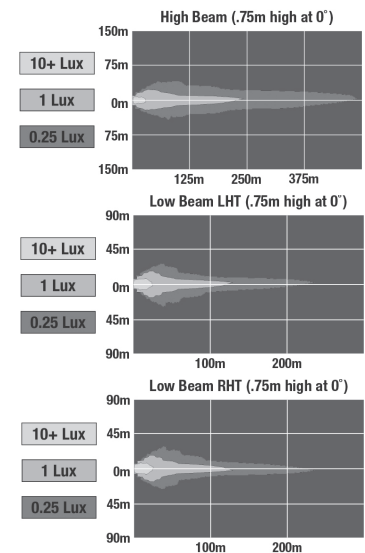 High Beam (.75m high at 0˚)
150m
75m
0m
75m
150m
10+ Lux
1 Lux
0.25 Lux
125m 250m 375m
Low Beam LHT (.75m high at 0˚)
90m
45m
0m
45m
90m
10+ Lux
1 Lux
0.25 Lux
100m 200m
Low Beam RHT (.75m high at 0˚)
90m
45m
0m
45m
90m
10+ Lux
1 Lux
0.25 Lux
100m 200m